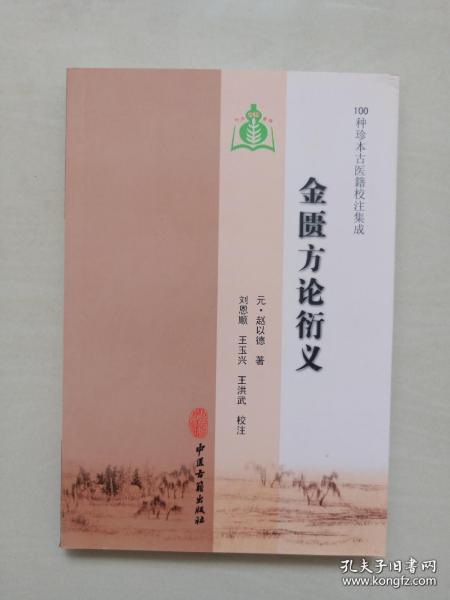 100种珍本古医籍校注集成
金匮方论衍义
元·赵以德 著
刘恩顺 王玉兴 王洪武 校注
中医古籍出版社
孔夫子旧书网
www.kongfz.com